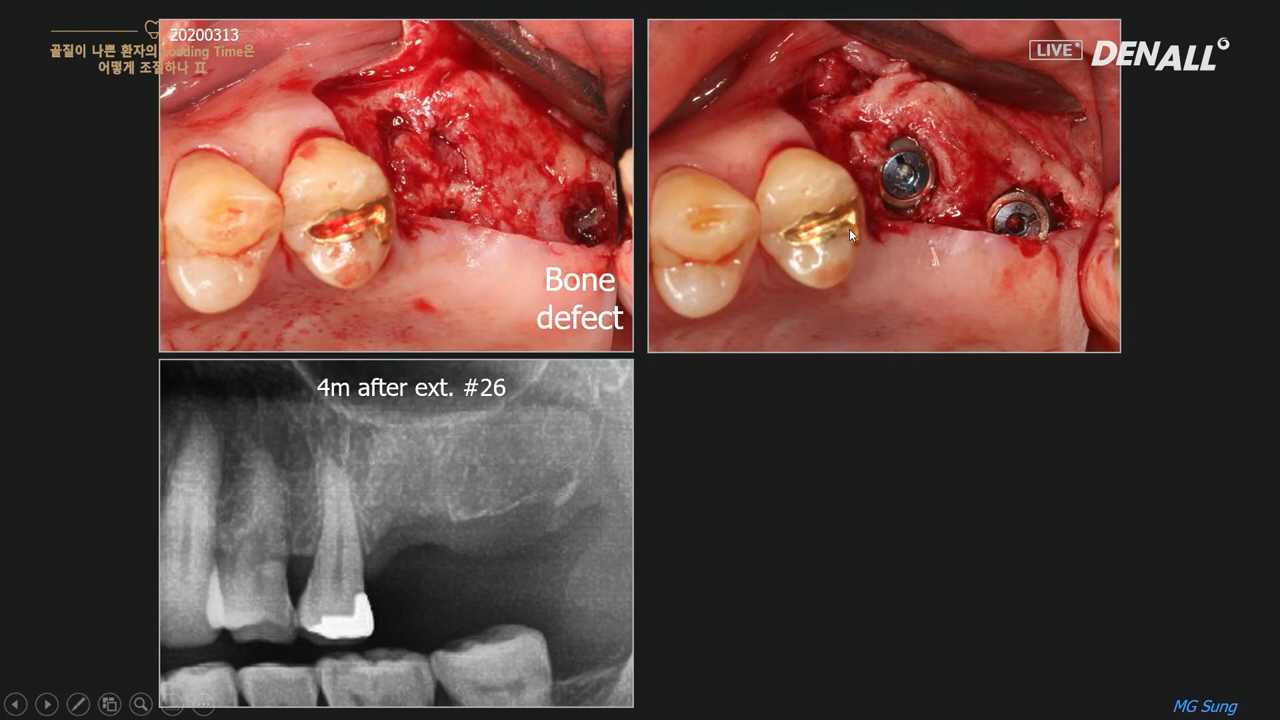 20200313
골질이 나쁜 환자의 Loading Time은
어떻게 조절하나 II
LIVE
DENALL
Bone
defect
4m after ext. #26
MG Sung